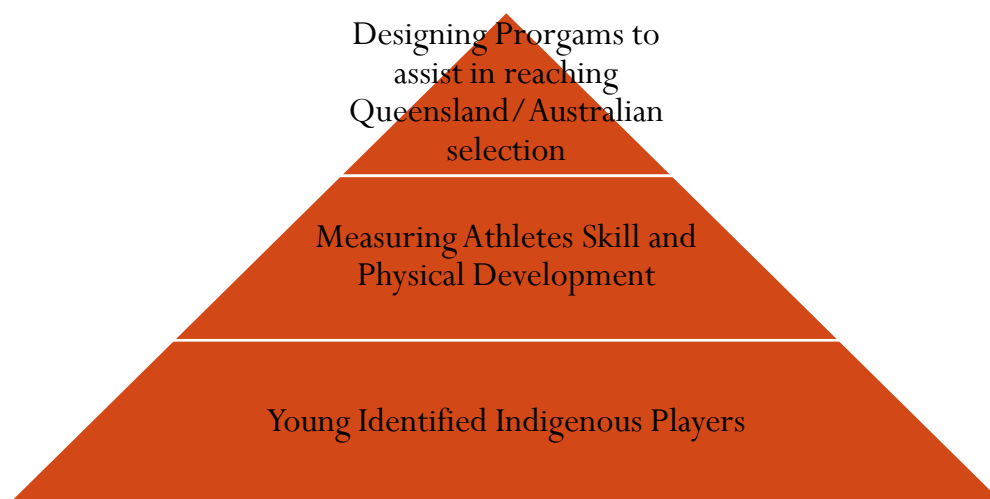 Designing Prorgams to
assist in reaching
Queensland/Australian
selection
Measuring Athletes Skill and
Physical Development
Young Identified Indigenous Players